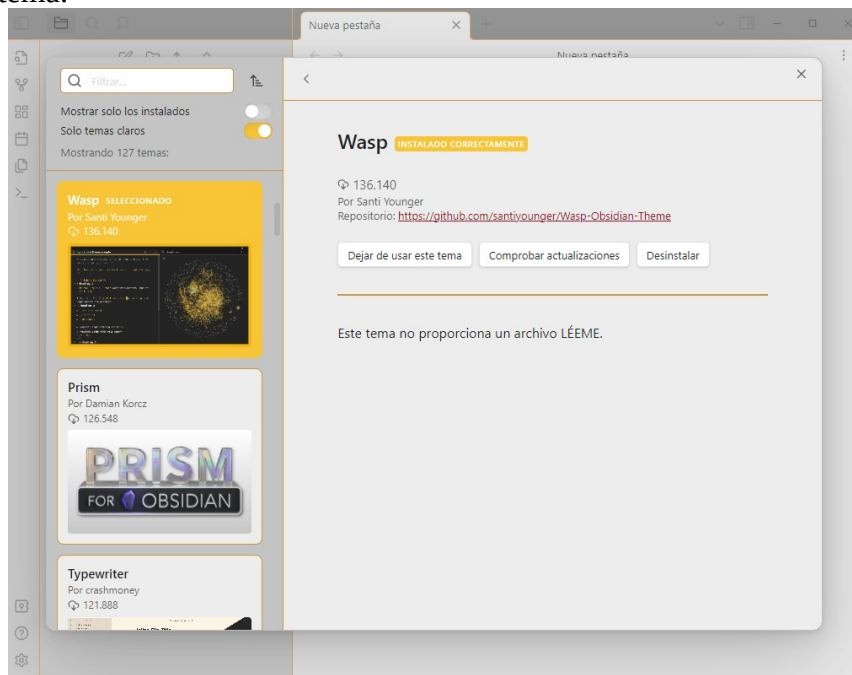 tema.
Nueva pestaña
Nueva pestaña
Filtrar...
Mostrar solo los instalados
Solo temas claros
Mostrando 127 temas:
Wasp SELECCIONADO
Por Santi Younger
136.140
Prism
Por Damian Korcz
126.548
PRISM
FOR OBSIDIAN
Typewriter
Por crashmoney
121.888
Wasp INSTALADO CORRECTAMENTE
136.140
Por Santi Younger
Repositorio: https://github.com/santiyounger/Wasp-Obsidian-Theme
Dejar de usar este tema Comprobar actualizaciones Desinstalar
Este tema no proporciona un archivo LÉEME.